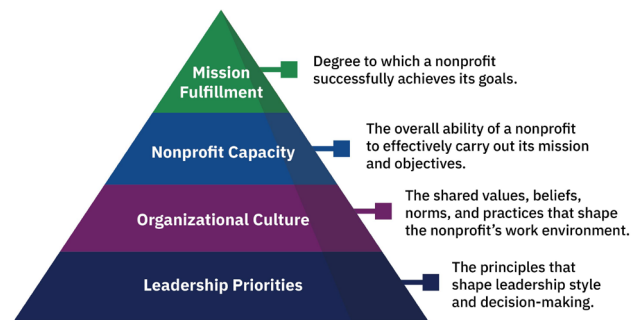 Mission
Fulfillment
Degree to which a nonprofit
successfully achieves its goals.
Nonprofit Capacity
The overall ability of a nonprofit
to effectively carry out its mission
and objectives.
Organizational Culture
The shared values, beliefs,
norms, and practices that shape
the nonprofit's work environment.
Leadership Priorities
The principles that
shape leadership style
and decision-making.